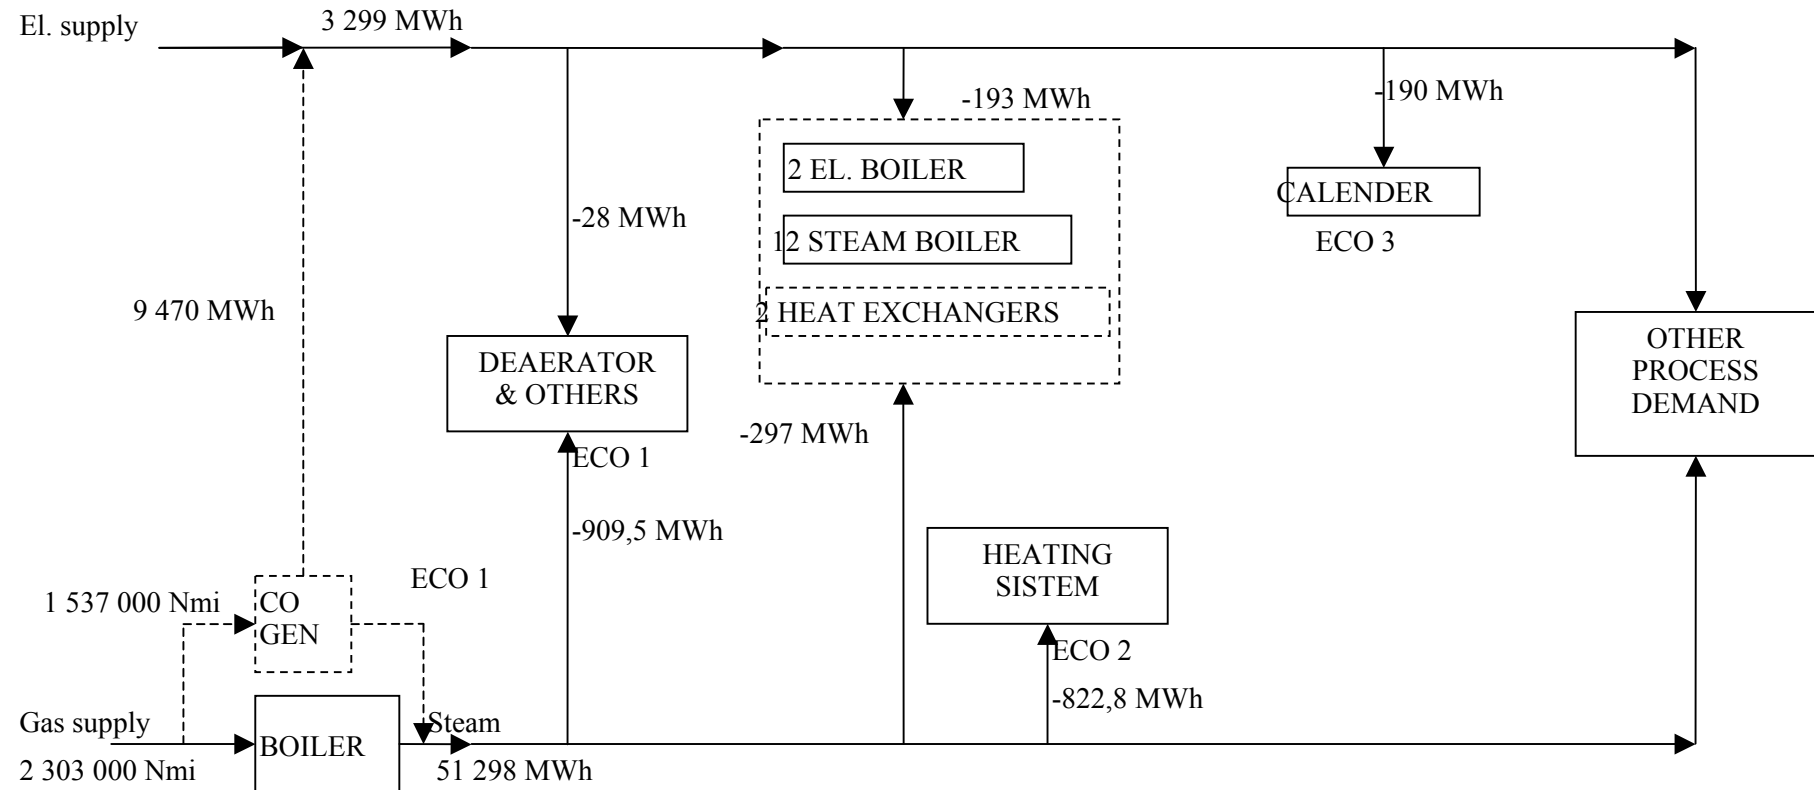 El. supply
3 299 MWh
-193 MWh
-190 MWh
2 EL. BOILER
CALENDER
-28 MWh
12 STEAM BOILER
ECO 3
9 470 MWh
2 HEAT EXCHANGERS
DEAERATOR
& OTHERS
OTHER
PROCESS
DEMAND
-297 MWh
ECO 1
-909,5 MWh
HEATING
SISTEM
ECO 1
1 537 000 Nmi
CO
GEN
ECO 2
-822,8 MWh
Gas supply
Steam
BOILER
2 303 000 Nmi
51 298 MWh